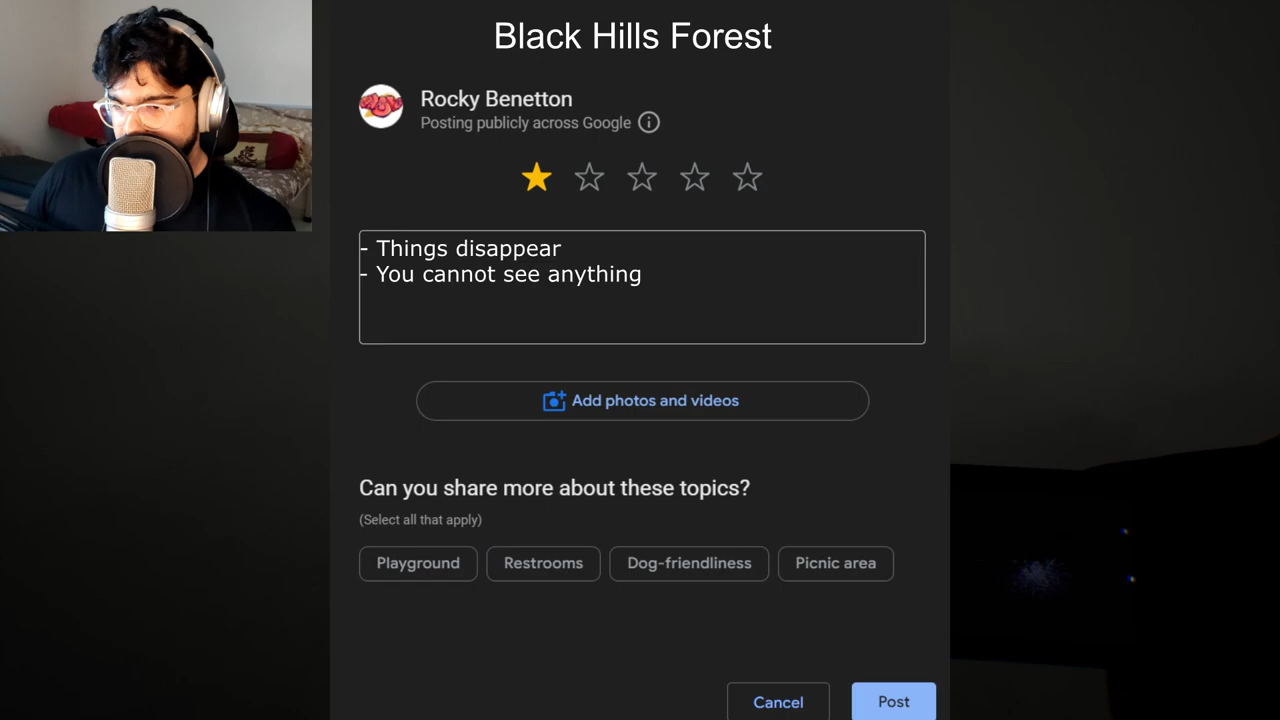 Black Hills Forest
Rocky Benetton
Posting publicly across Google
- Things disappear
- You cannot see anything
Add photos and videos
Can you share more about these topics?
(Select all that apply)
Playground
Restrooms
Dog-friendliness
Picnic area
Cancel
Post